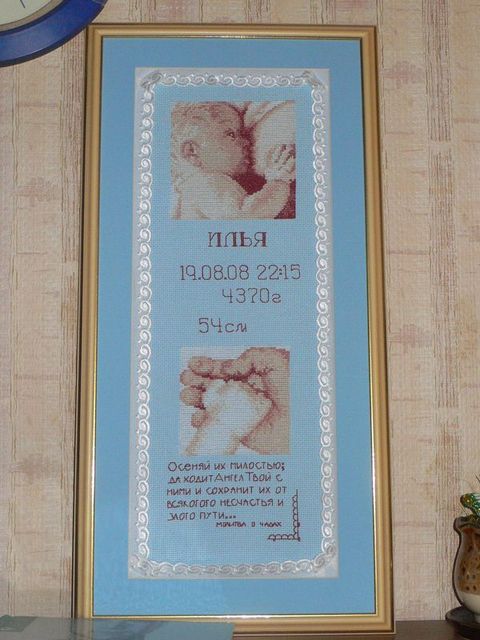 ИЛЬЯ
19.08.08 22:15
4370г
54см
Осеняй их милостью;
да ходит Ангел Твой с
ними и сохранит их от
всякогого несчастья и
злого пути...
молитва о чадах